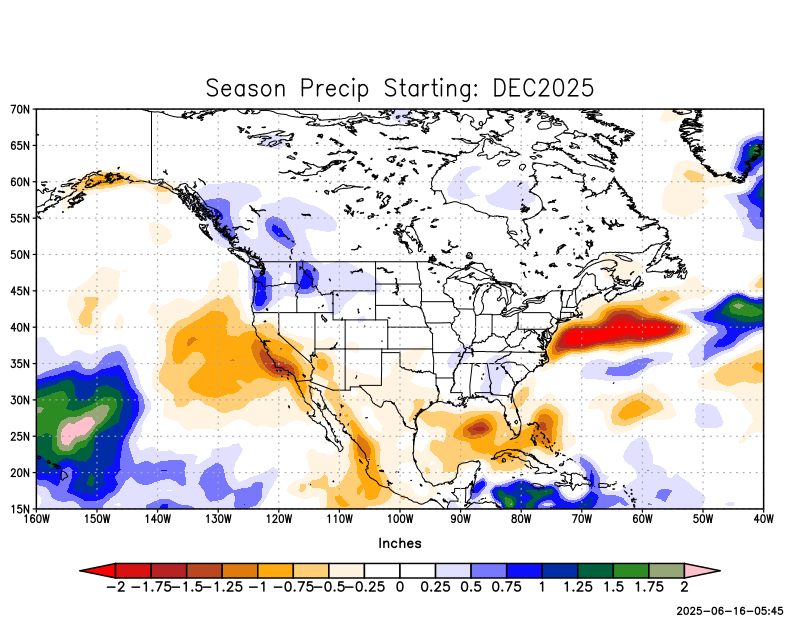 Season Precip Starting: DEC2025
70N
65N
60N
55N
50N
45N
40N
35N
30N
25N
20N
15N
160W 150W 140W 130W 120W 110W 100W 90W 80W 70W 60W 50W 40W
Inches
−2 −1.75 −1.5 −1.25 −1 −0.75 −0.5 −0.25 0 0.25 0.5 0.75 1 1.25 1.5 1.75 2
2025-06-16-05:45